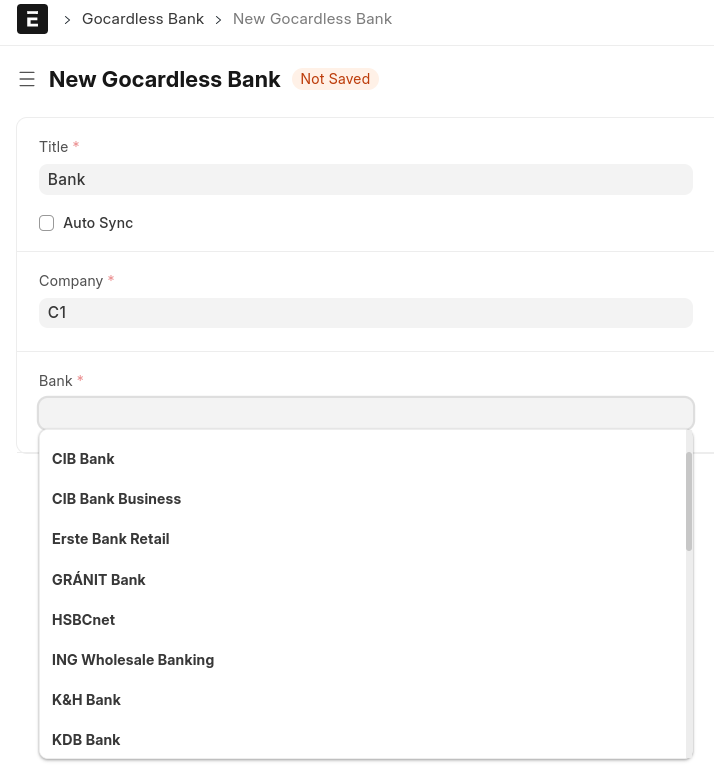 E > Gocardless Bank > New Gocardless Bank
New Gocardless Bank Not Saved
Title *
Bank
Auto Sync
Company *
C1
Bank *
CIB Bank
CIB Bank Business
Erste Bank Retail
GRÁNIT Bank
HSBCnet
ING Wholesale Banking
K&H Bank
KDB Bank